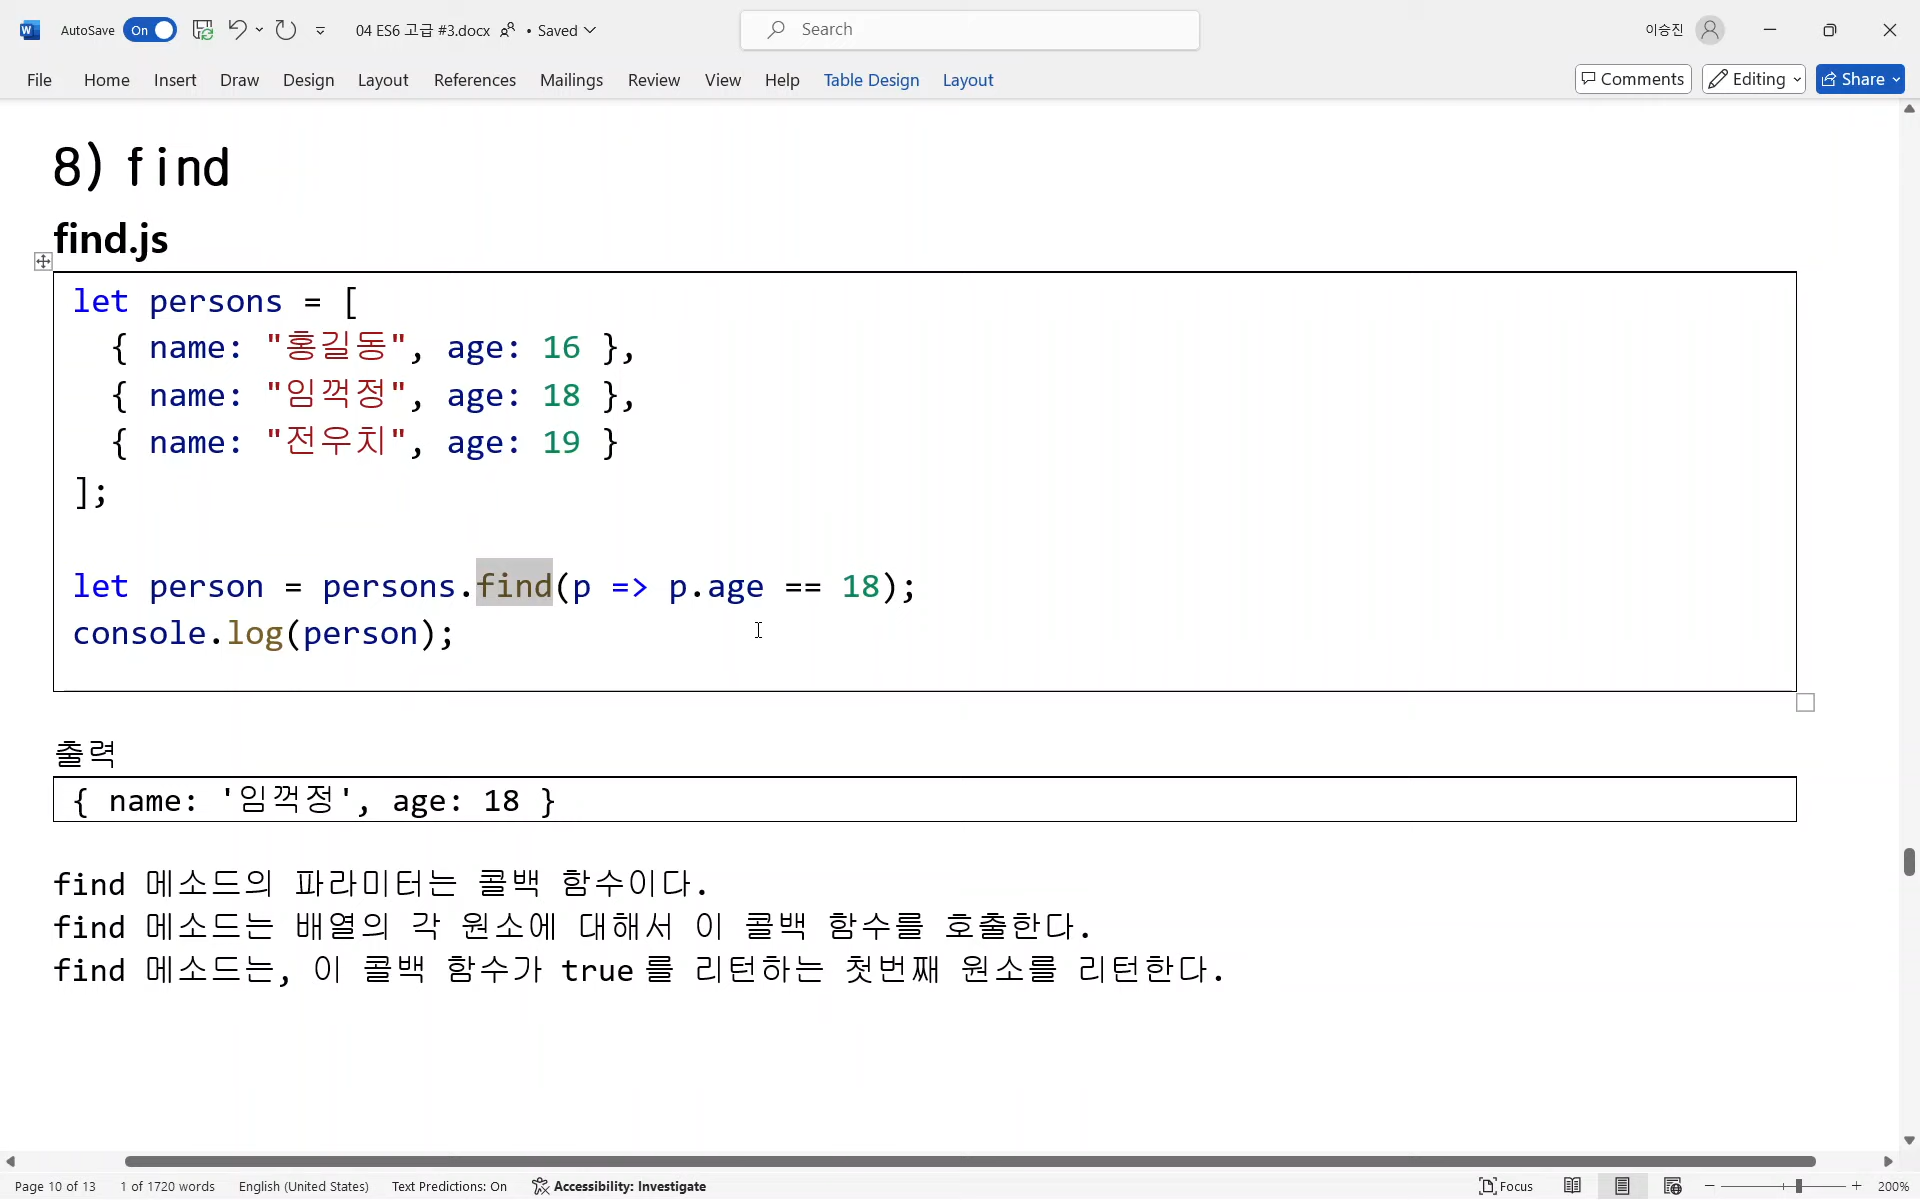 AutoSave On 04 ES6 고급 #3.docx • Saved Search 이승진
File Home Insert Draw Design Layout References Mailings Review View Help Table Design Layout Comments Editing Share
8) find
find.js
let persons = [
{ name: "홍길동", age: 16 },
{ name: "임꺽정", age: 18 },
{ name: "전우치", age: 19 }
];
let person = persons.find(p => p.age == 18);
console.log(person);
출력
{ name: '임꺽정', age: 18 }
find 메소드의 파라미터는 콜백 함수이다.
find 메소드는 배열의 각 원소에 대해서 이 콜백 함수를 호출한다.
find 메소드는, 이 콜백 함수가 true를 리턴하는 첫번째 원소를 리턴한다.
Page 10 of 13 1 of 1720 words English (United States) Text Predictions: On Accessibility: Investigate Focus 200%